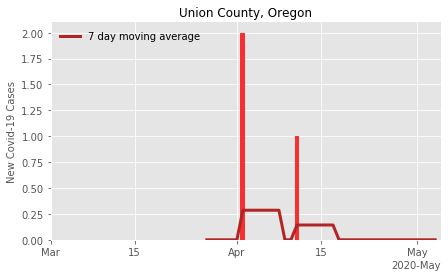 Union County, Oregon
7 day moving average
New Covid-19 Cases
2.00
1.75
1.50
1.25
1.00
0.75
0.50
0.25
0.00
Mar 15 Apr 15 May
2020-May